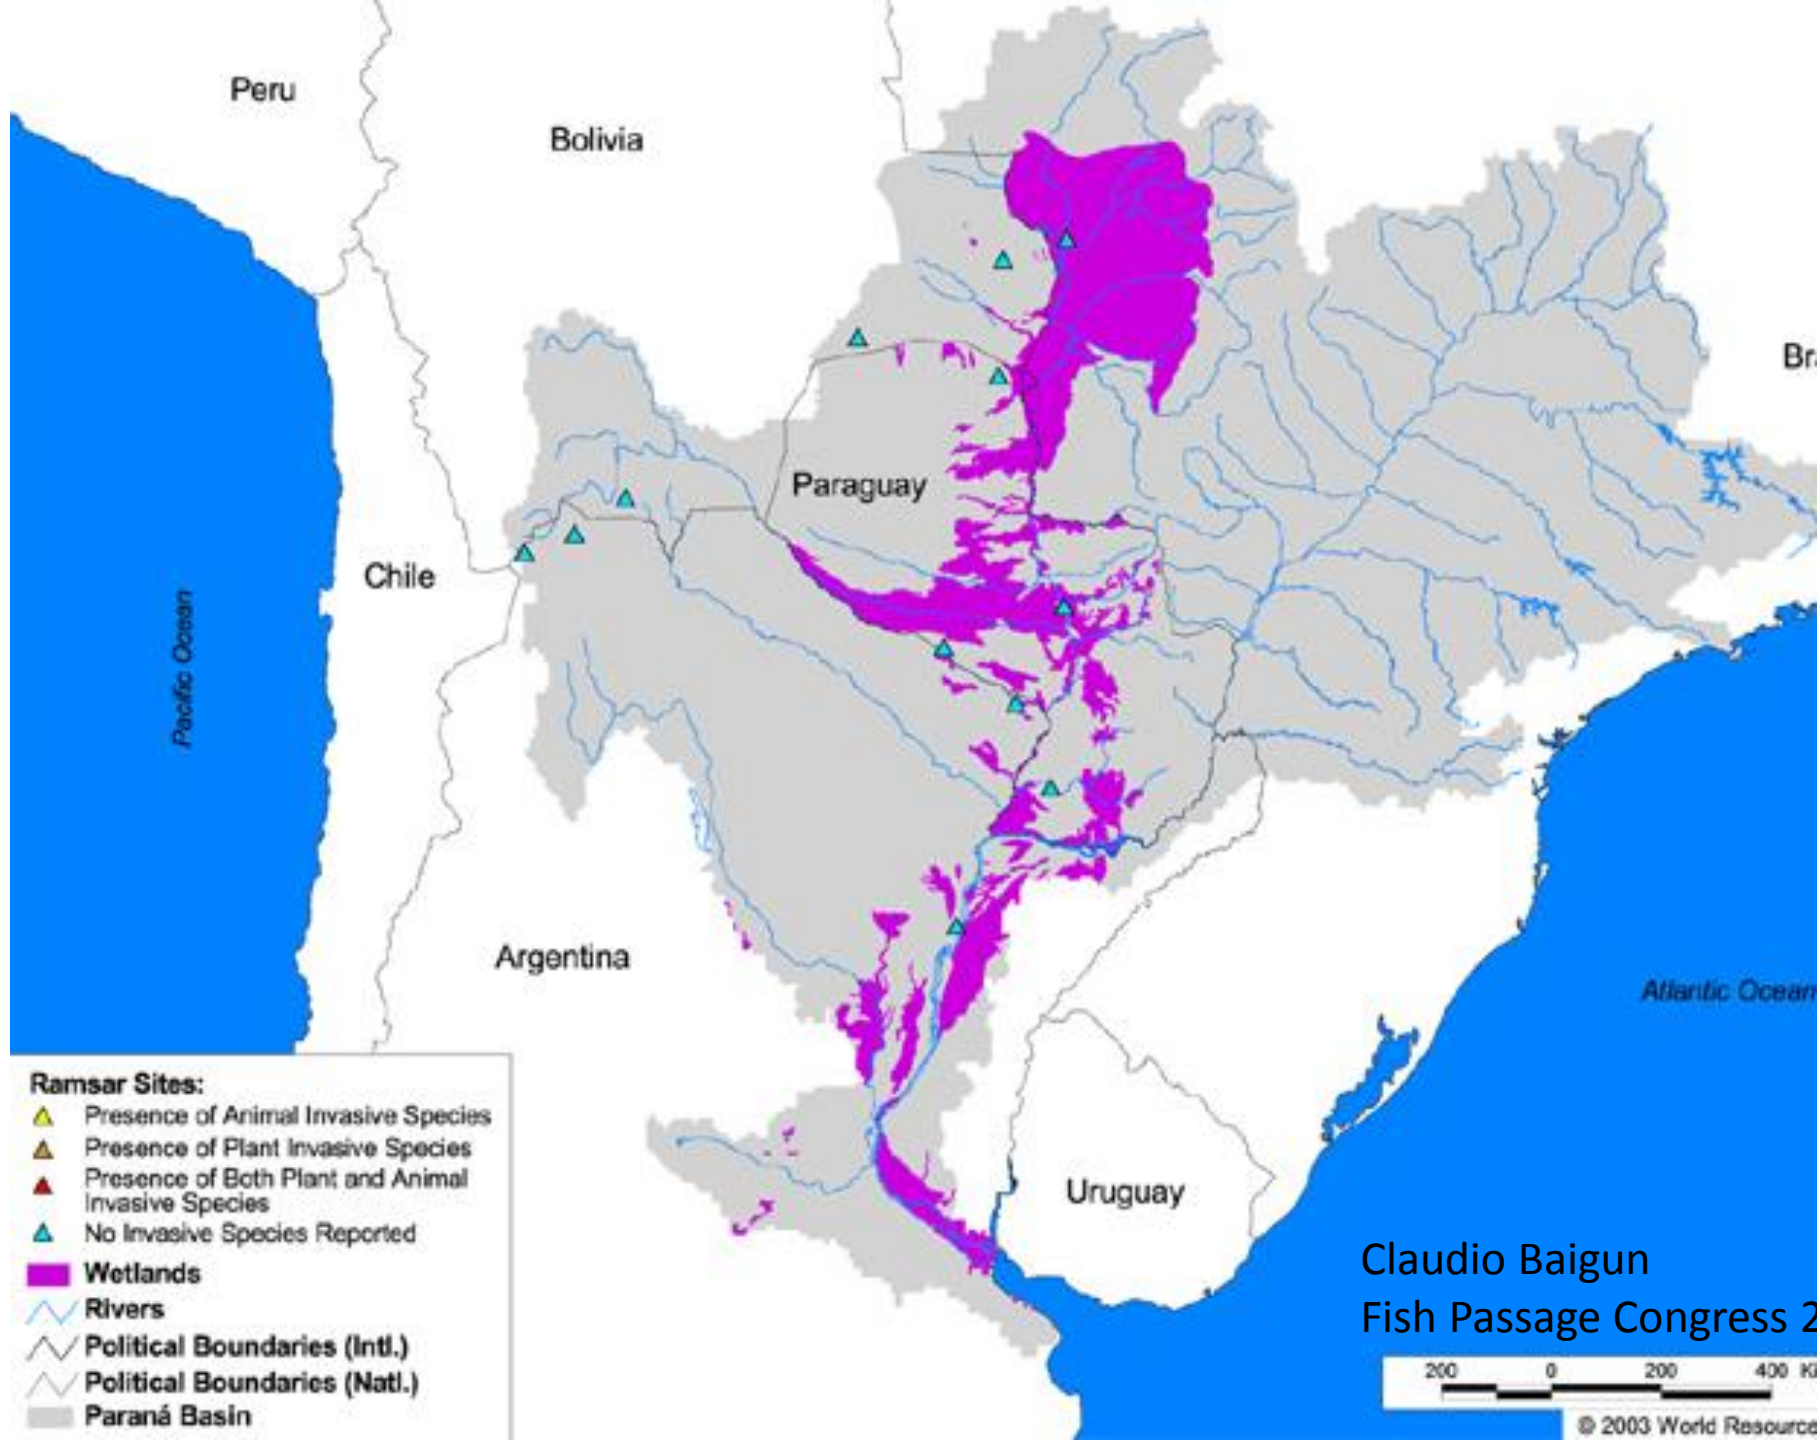 Peru
Bolivia
Paraguay
Chile
Pacific Ocean
Argentina
Atlantic Ocean
Uruguay
Ramsar Sites:
Presence of Animal Invasive Species
Presence of Plant Invasive Species
Presence of Both Plant and Animal
Invasive Species
No Invasive Species Reported
Wetlands
Rivers
Political Boundaries (Intl.)
Political Boundaries (Natl.)
Paraná Basin
Claudio Baigun
Fish Passage Congress 2
200 0 200 400
© 2003 World Resource